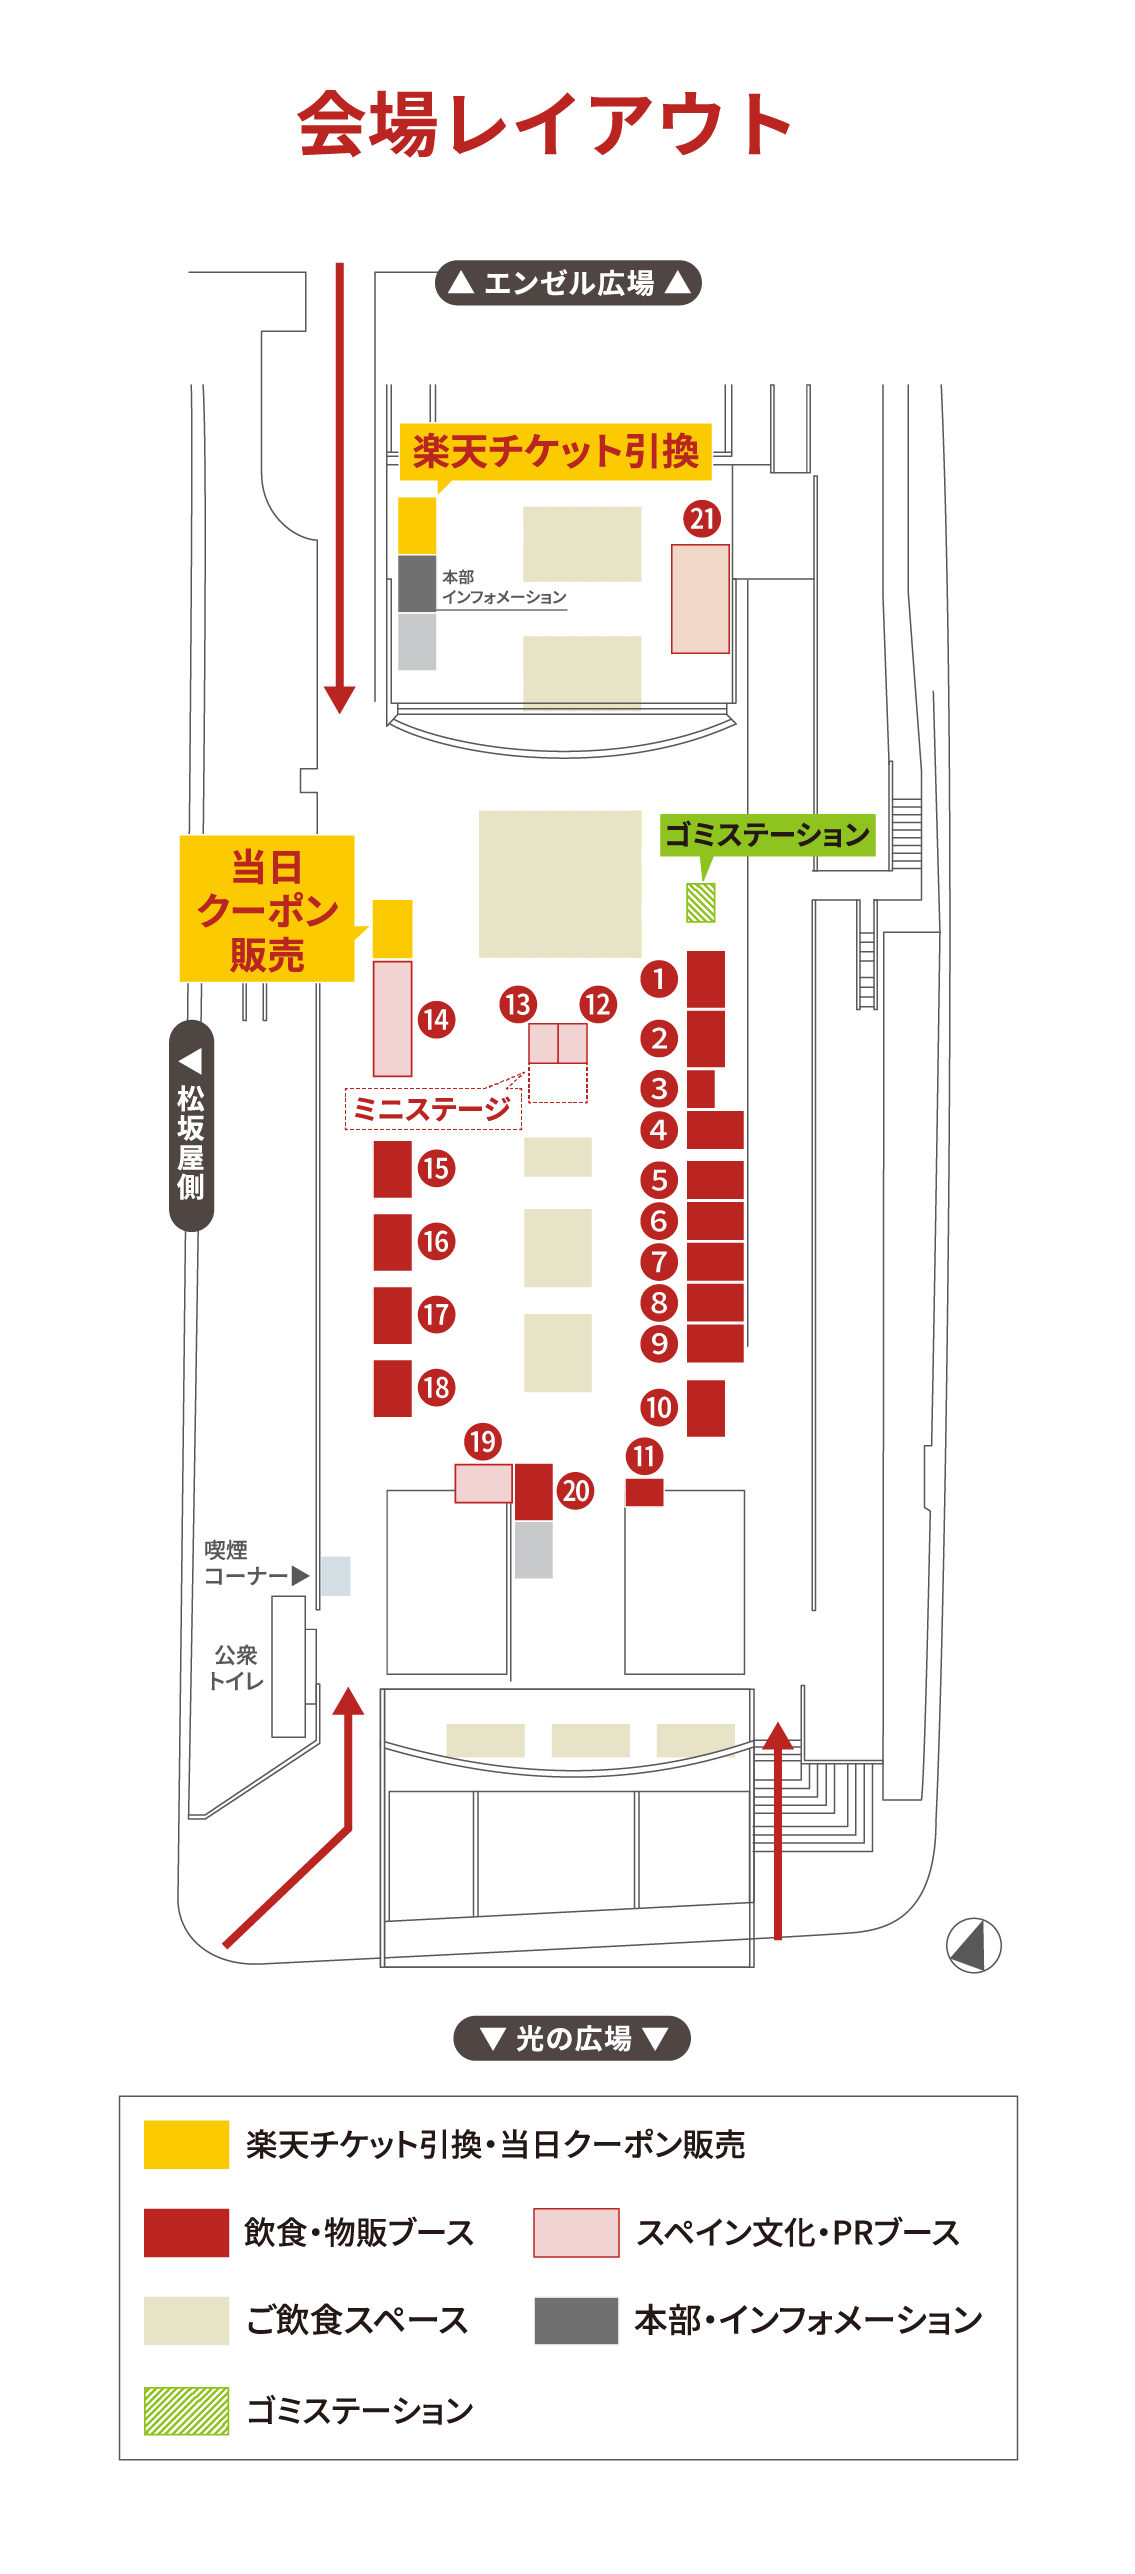 会場レイアウト
▲ エンゼル広場 ▲
楽天チケット引換
21
本部
インフォメーション
ゴミステーション
当日
クーポン
販売
1
13
12
14
2
◀ 松坂屋側
3
ミニステージ
4
15
5
6
16
7
8
17
9
18
10
19
11
20
喫煙
コーナー▶
公衆
トイレ
▼ 光の広場 ▼
楽天チケット引換・当日クーポン販売
飲食・物販ブース
スペイン文化・PRブース
ご飲食スペース
本部・インフォメーション
ゴミステーション